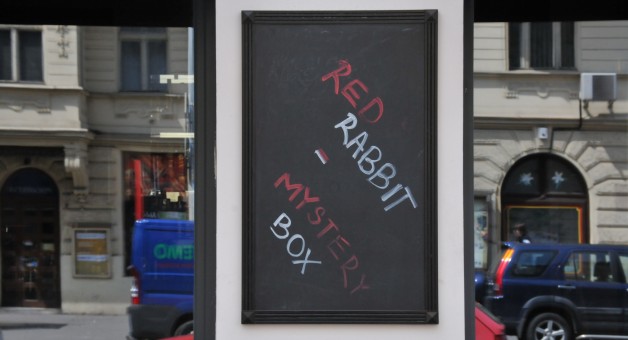 RED
RABBIT
-
MYSTERY
BOX